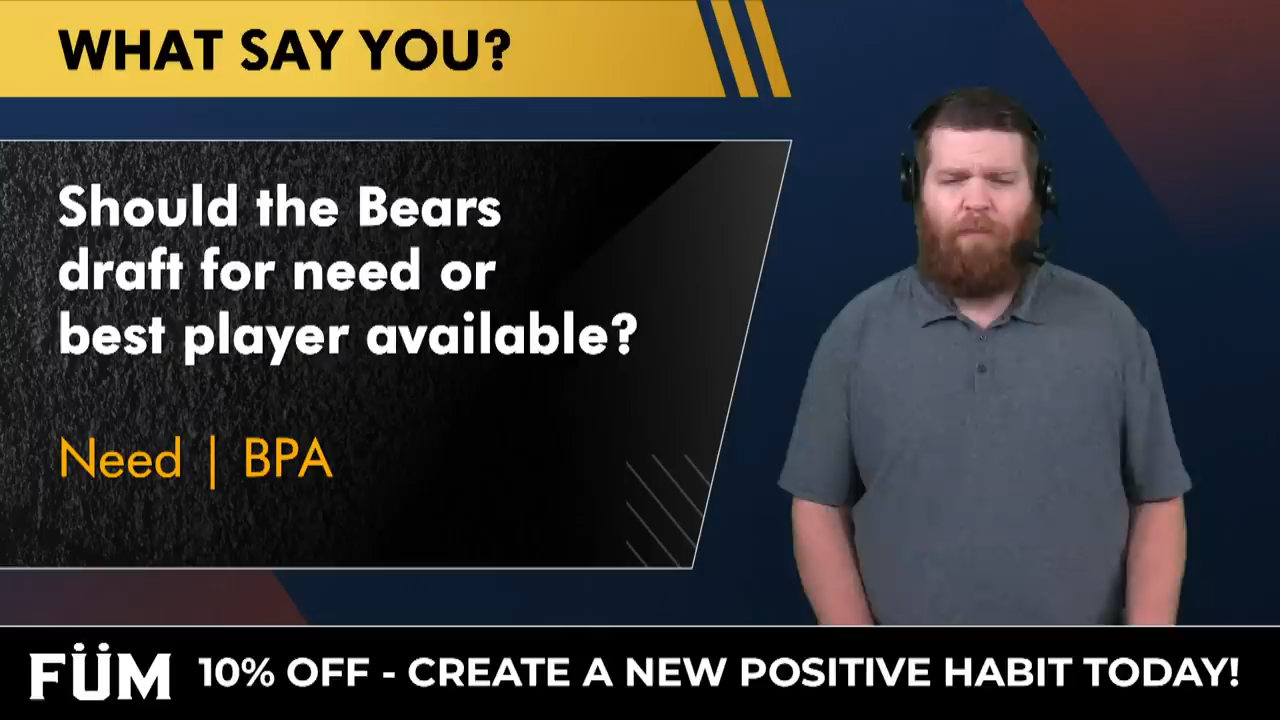 WHAT SAY YOU?
Should the Bears
draft for need or
best player available?
Need | BPA
FÜM 10% OFF - CREATE A NEW POSITIVE HABIT TODAY!